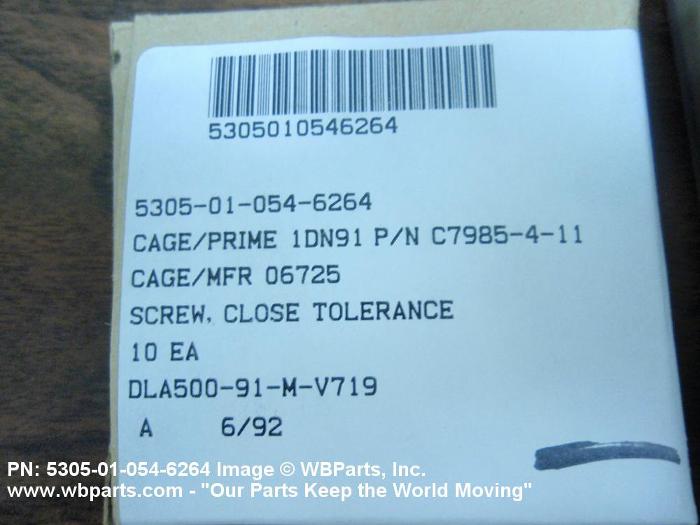 5305010546264
5305-01-054-6264
CAGE/PRIME 1DN91 P/N C7985-4-11
CAGE/MFR 06725
SCREW, CLOSE TOLERANCE
10 EA
DLA500-91-M-V719
A 6/92
PN: 5305-01-054-6264 Image © WBParts, Inc.
www.wbparts.com - "Our Parts Keep the World Moving"